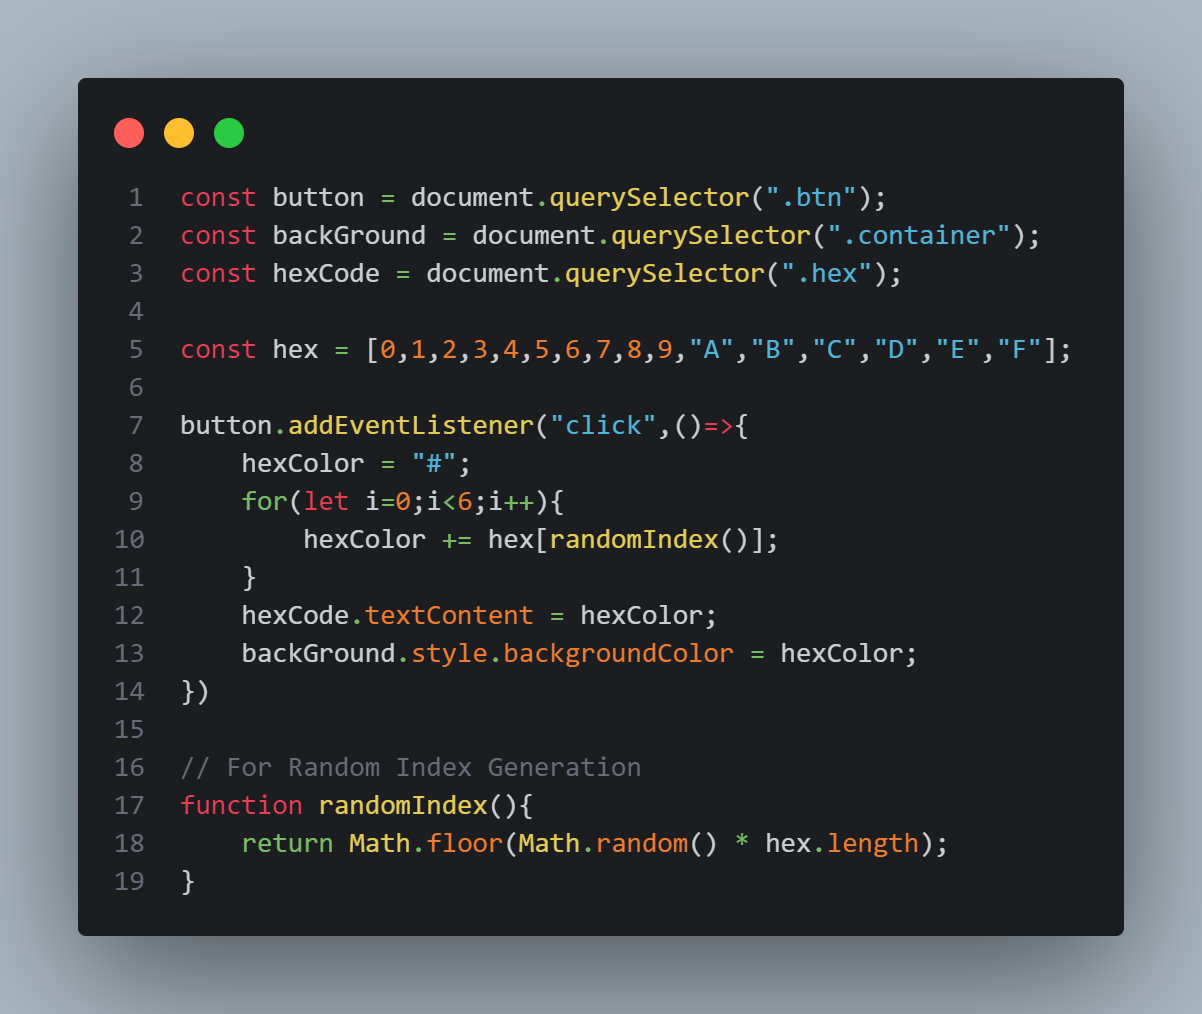 1 const button = document.querySelector(".btn");
2 const backGround = document.querySelector(".container");
3 const hexCode = document.querySelector(".hex");
4
5 const hex = [0,1,2,3,4,5,6,7,8,9,"A","B","C","D","E","F"];
6
7 button.addEventListener("click",()=>{
8     hexColor = "#";
9     for(let i=0;i<6;i++){
10         hexColor += hex[randomIndex()];
11     }
12     hexCode.textContent = hexColor;
13     backGround.style.backgroundColor = hexColor;
14 })
15
16 // For Random Index Generation
17 function randomIndex(){
18     return Math.floor(Math.random() * hex.length);
19 }